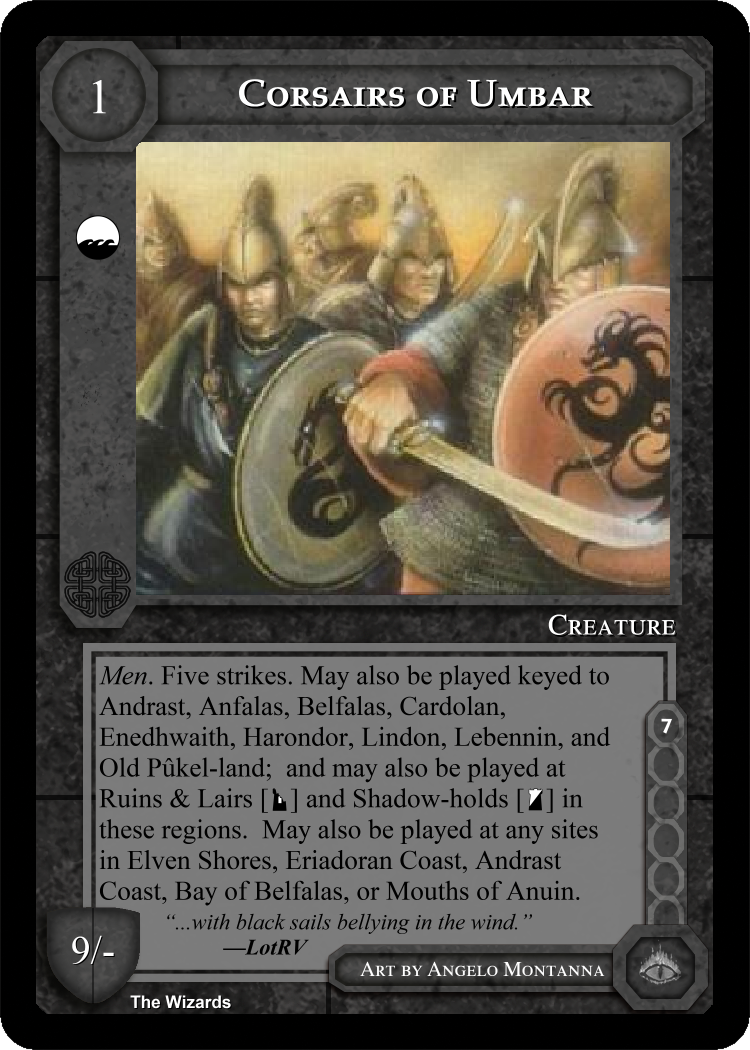 1
CORSAIRS OF UMBAR
CREATURE
Men. Five strikes. May also be played keyed to
Andrast, Anfalas, Belfalas, Cardolan,
Enedhwaith, Harondor, Lindon, Lebennin, and
Old Pûkel-land;  and may also be played at
Ruins & Lairs [ ] and Shadow-holds [ ] in
these regions.  May also be played at any sites
in Elven Shores, Eriadoran Coast, Andrast
Coast, Bay of Belfalas, or Mouths of Anuin.
7
“...with black sails bellying in the wind.”
—LotRV
9/-
ART BY ANGELO MONTANNA
The Wizards